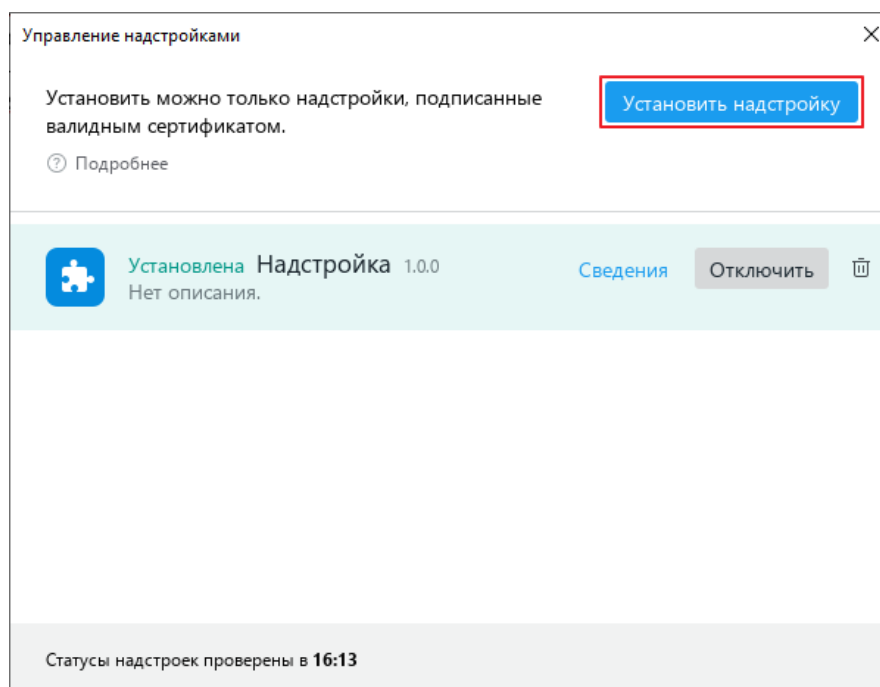 Управление надстройками
Установить можно только надстройки, подписанные
валидным сертификатом.
Установить надстройку
Подробнее
Установлена Надстройка 1.0.0
Нет описания.
Сведения
Отключить
Статусы надстроек проверены в 16:13